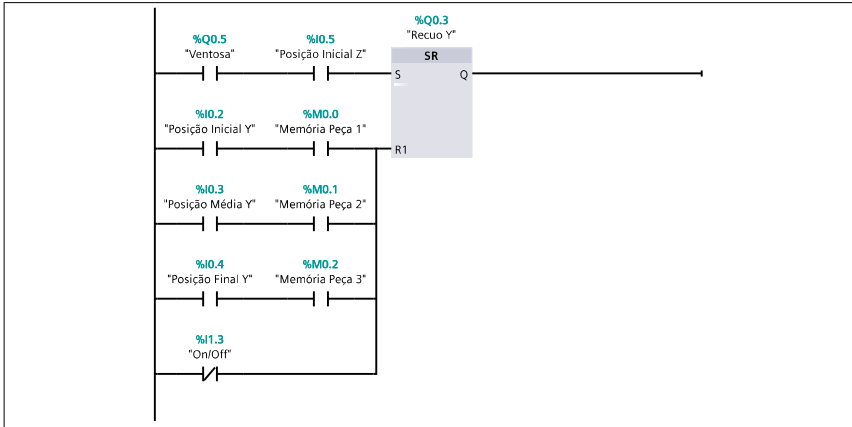 %Q0.3
"Recuo Y"
%Q0.5 %I0.5
"Ventosa" "Posição Inicial Z" SR
S Q
%I0.2 %M0.0
"Posição Inicial Y" "Memória Peça 1"
R1
%I0.3 %M0.1
"Posição Média Y" "Memória Peça 2"
%I0.4 %M0.2
"Posição Final Y" "Memória Peça 3"
%I1.3
"On/Off"